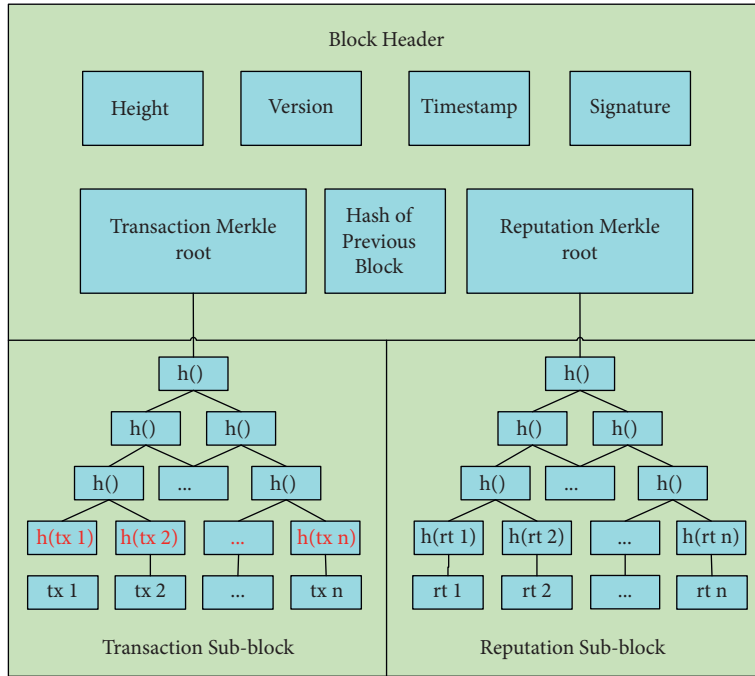 Block Header
Height
Version
Timestamp
Signature
Transaction Merkle
root
Hash of
Previous
Block
Reputation Merkle
root
h()
h() h()
h() ... h()
h(tx 1) h(tx 2) ... h(tx n)
tx 1 tx 2 ... tx n
Transaction Sub-block
h()
h() h()
h() ... h()
h(rt 1) h(rt 2) ... h(rt n)
rt 1 rt 2 ... rt n
Reputation Sub-block